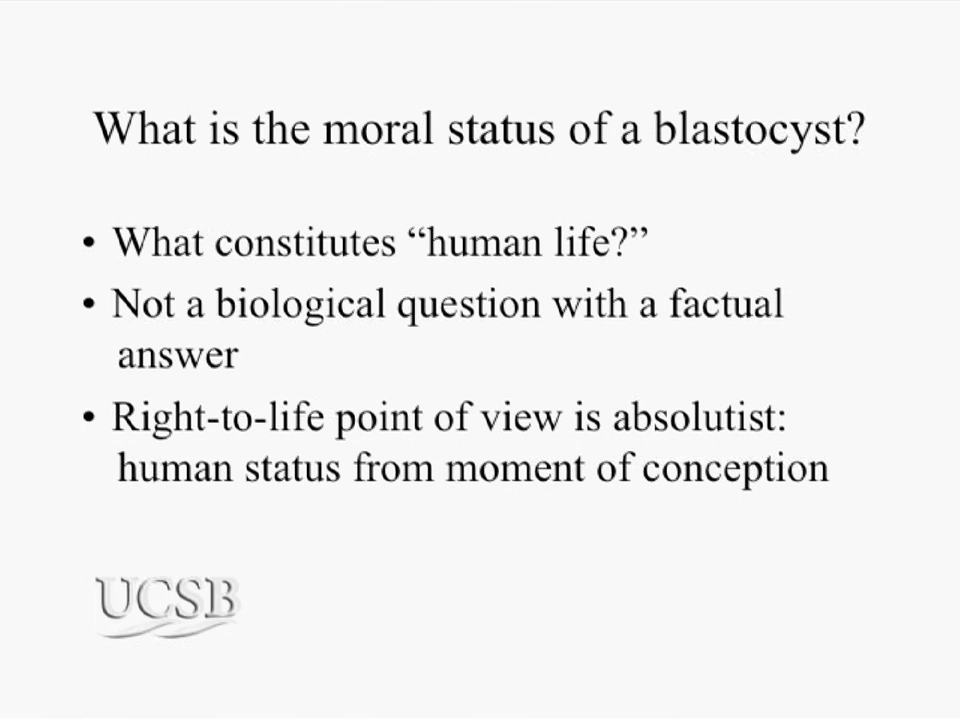 What is the moral status of a blastocyst?
• What constitutes “human life?”
• Not a biological question with a factual
answer
• Right-to-life point of view is absolutist:
human status from moment of conception
UCSB